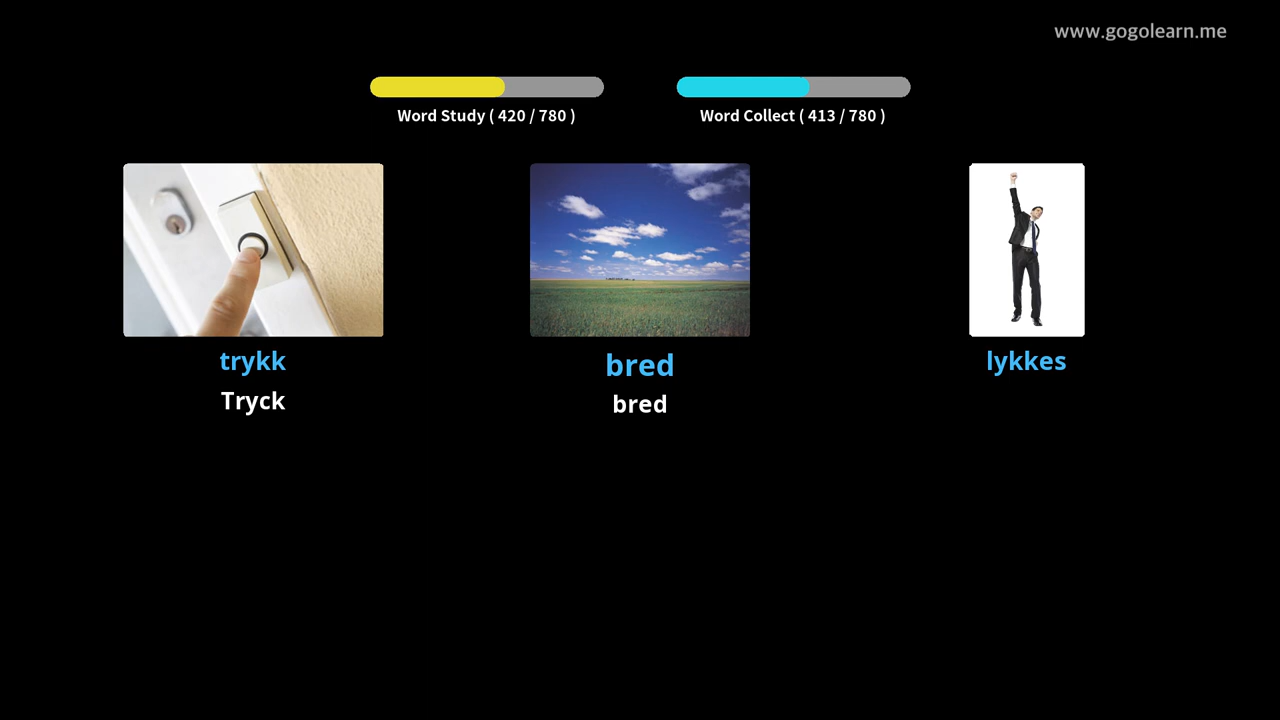 www.gogolearn.me
Word Study ( 420 / 780 )
Word Collect ( 413 / 780 )
trykk
Tryck
bred
bred
lykkes